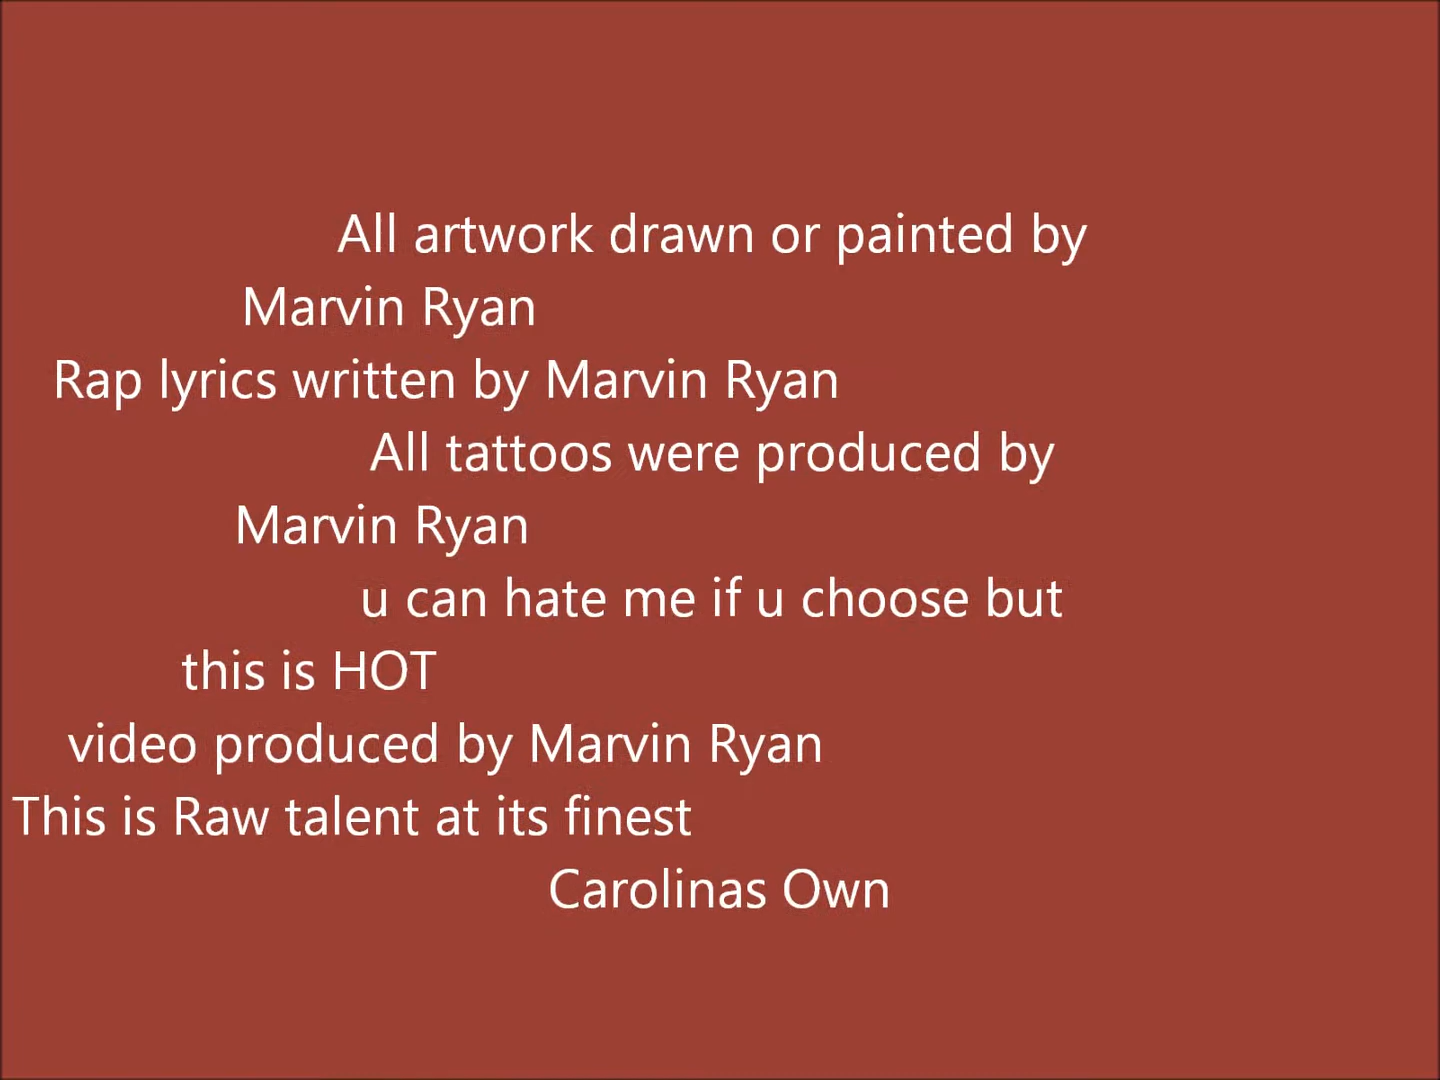 All artwork drawn or painted by
Marvin Ryan
Rap lyrics written by Marvin Ryan
All tattoos were produced by
Marvin Ryan
u can hate me if u choose but
this is HOT
video produced by Marvin Ryan
This is Raw talent at its finest
Carolinas Own